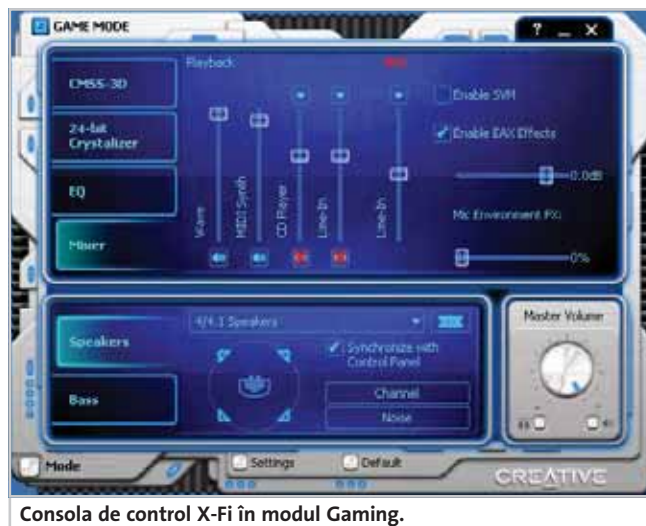 GAME MODE
? _ X
CMSS-3D
24-bit
Crystalizer
EQ
Mixer
Playback
REC
Wave
MIDI Synth
CD Player
Line-In
Line-In
Enable SVM
Enable EAX Effects
0.0dB
Mic Environment FX:
0%
Speakers
Bass
4/4.1 Speakers
Synchronize with
Control Panel
Channel
Noise
Master Volume
Mode
Settings
Default
CREATIVE
Consola de control X-Fi în modul Gaming.